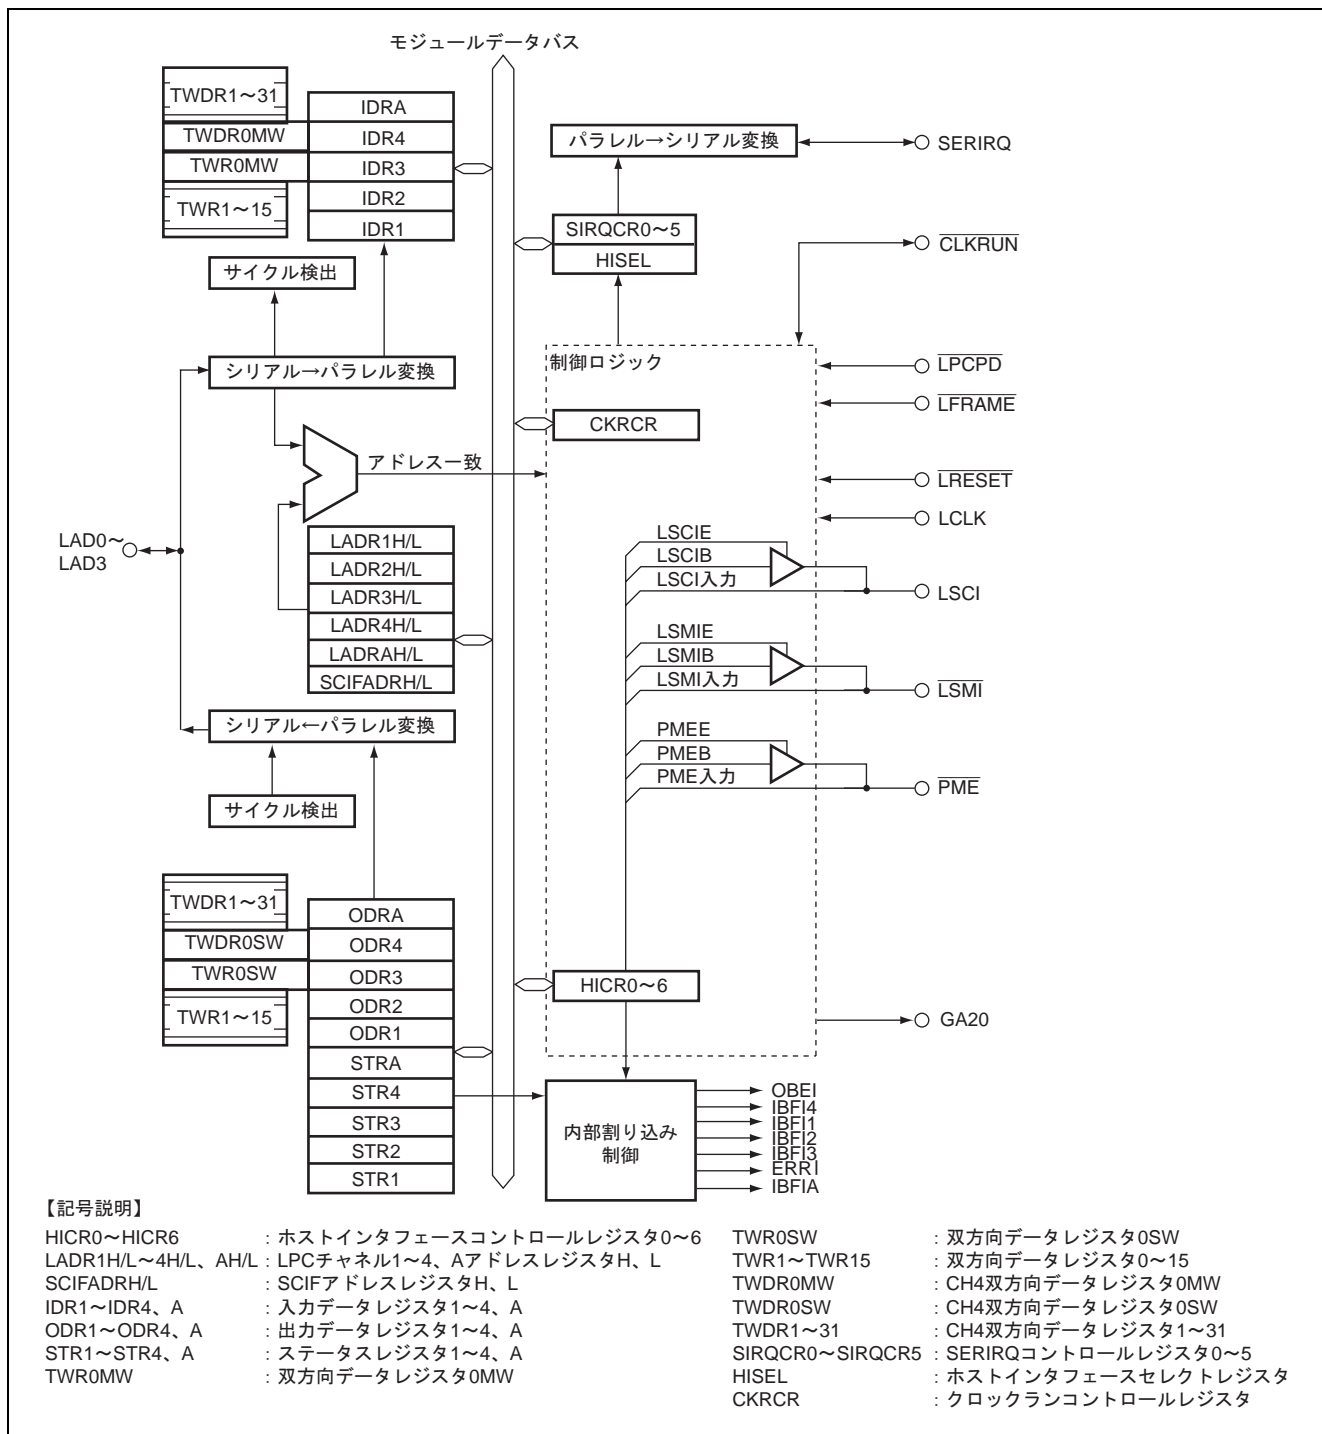 モジュールデータバス
TWDR1～31
TWDR0MW
TWR0MW
TWR1～15
IDRA
IDR4
IDR3
IDR2
IDR1
サイクル検出
シリアル→パラレル変換
アドレス一致
LAD0～
LAD3
LADR1H/L
LADR2H/L
LADR3H/L
LADR4H/L
LADRAH/L
SCIFADRH/L
シリアル←パラレル変換
サイクル検出
TWDR1～31
TWDR0SW
TWR0SW
TWR1～15
ODRA
ODR4
ODR3
ODR2
ODR1
STRA
STR4
STR3
STR2
STR1
パラレル→シリアル変換
SERIRQ
SIRQCR0～5
HISEL
CLKRUN
制御ロジック
LPCPD
LFRAME
CKRCR
LRESET
LCLK
LSCIE
LSCIB
LSCI入力
LSCI
LSMIE
LSMIB
LSMI入力
LSMI
PMEE
PMEB
PME入力
PME
HICR0～6
GA20
内部割り込み
制御
OBEI
IBFI4
IBFI1
IBFI2
IBFI3
ERRI
IBFIA
【記号説明】
HICR0～HICR6 : ホストインタフェースコントロールレジスタ0～6
LADR1H/L～4H/L、AH/L : LPCチャネル1～4、AアドレスレジスタH、L
SCIFADRH/L : SCIFアドレスレジスタH、L
IDR1～IDR4、A : 入力データレジスタ1～4、A
ODR1～ODR4、A : 出力データレジスタ1～4、A
STR1～STR4、A : ステータスレジスタ1～4、A
TWR0MW : 双方向データレジスタ0MW
TWR0SW : 双方向データレジスタ0SW
TWR1～TWR15 : 双方向データレジスタ0～15
TWDR0MW : CH4双方向データレジスタ0MW
TWDR0SW : CH4双方向データレジスタ0SW
TWDR1～31 : CH4双方向データレジスタ1～31
SIRQCR0～SIRQCR5 : SERIRQコントロールレジスタ0～5
HISEL : ホストインタフェースセレクトレジスタ
CKRCR : クロックランコントロールレジスタ